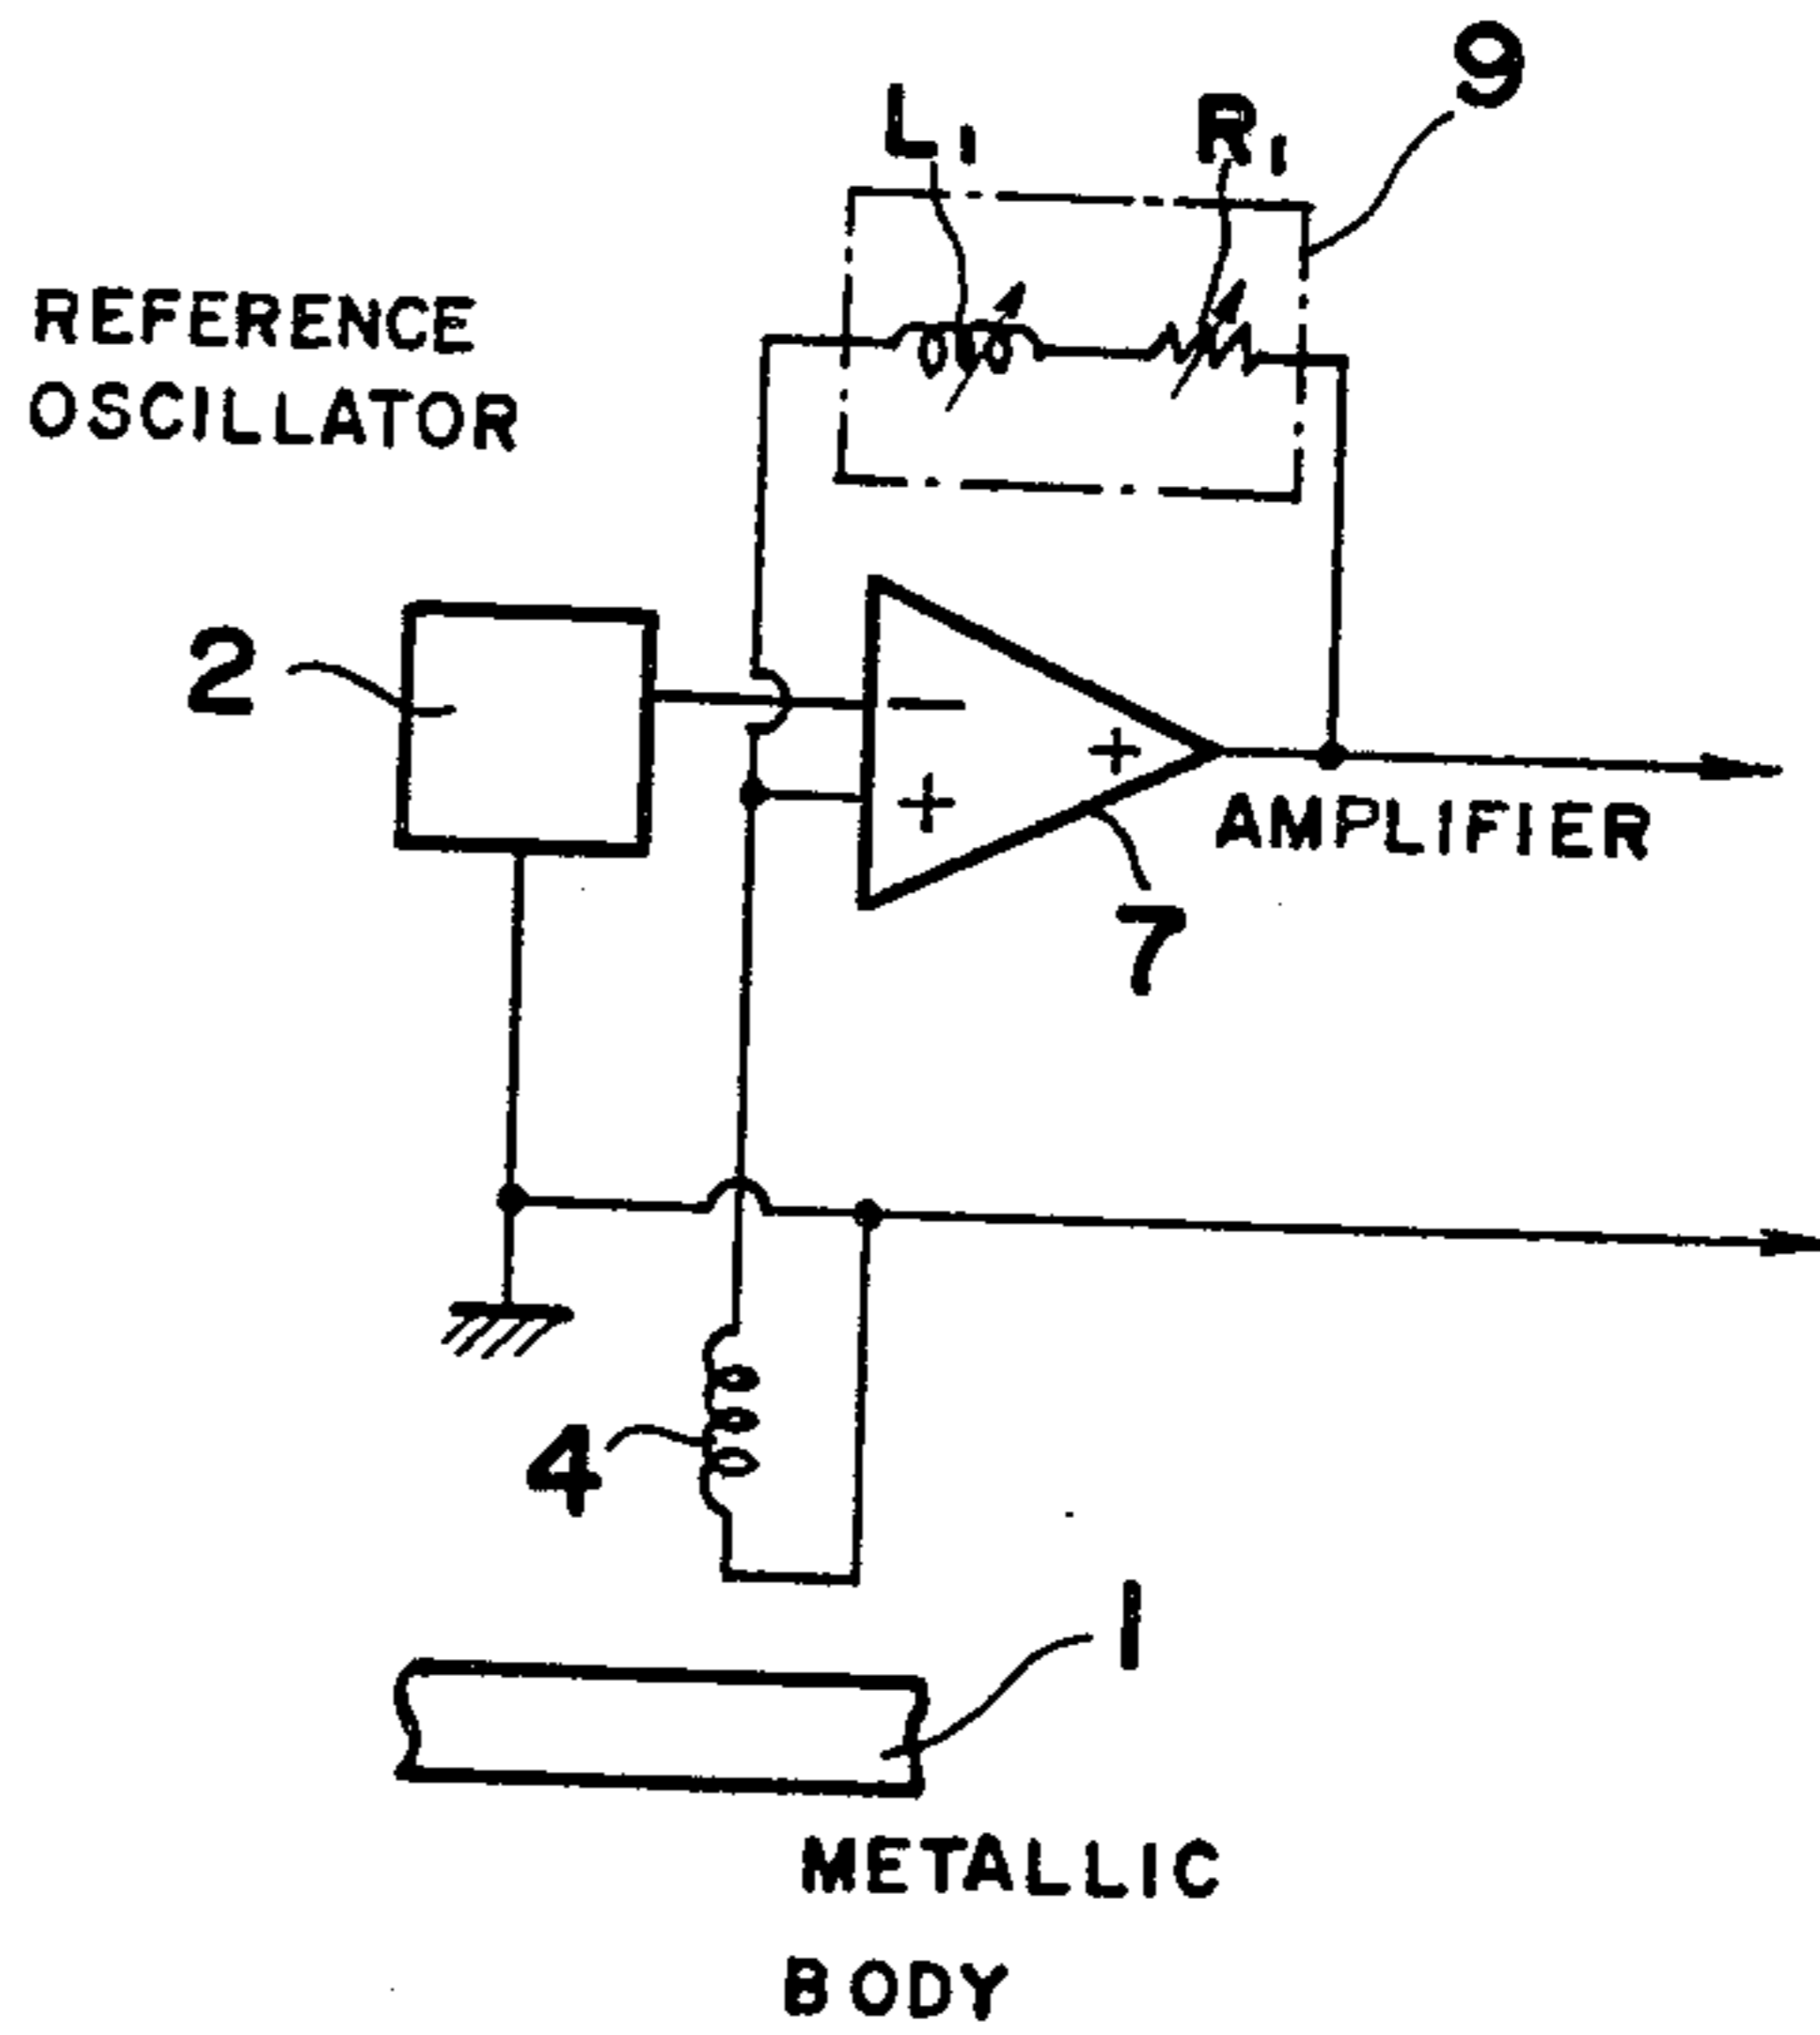 9
L1
R1
REFERENCE
OSCILLATOR
2
−
+
+
AMPLIFIER
7
4
1
METALLIC
BODY